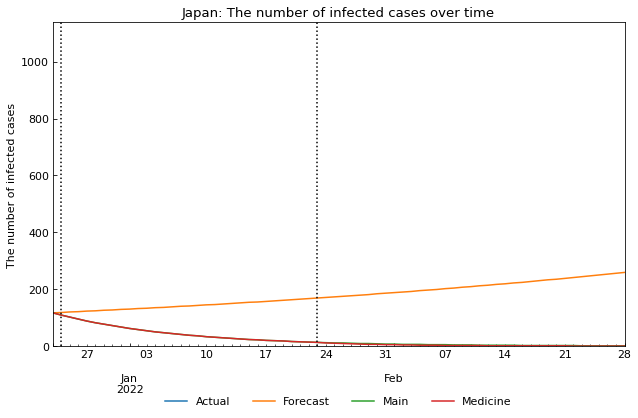 Japan: The number of infected cases over time
The number of infected cases
1000
800
600
400
200
0
27 03 10 17 24 31 07 14 21 28
Jan Feb
2022
Actual Forecast Main Medicine